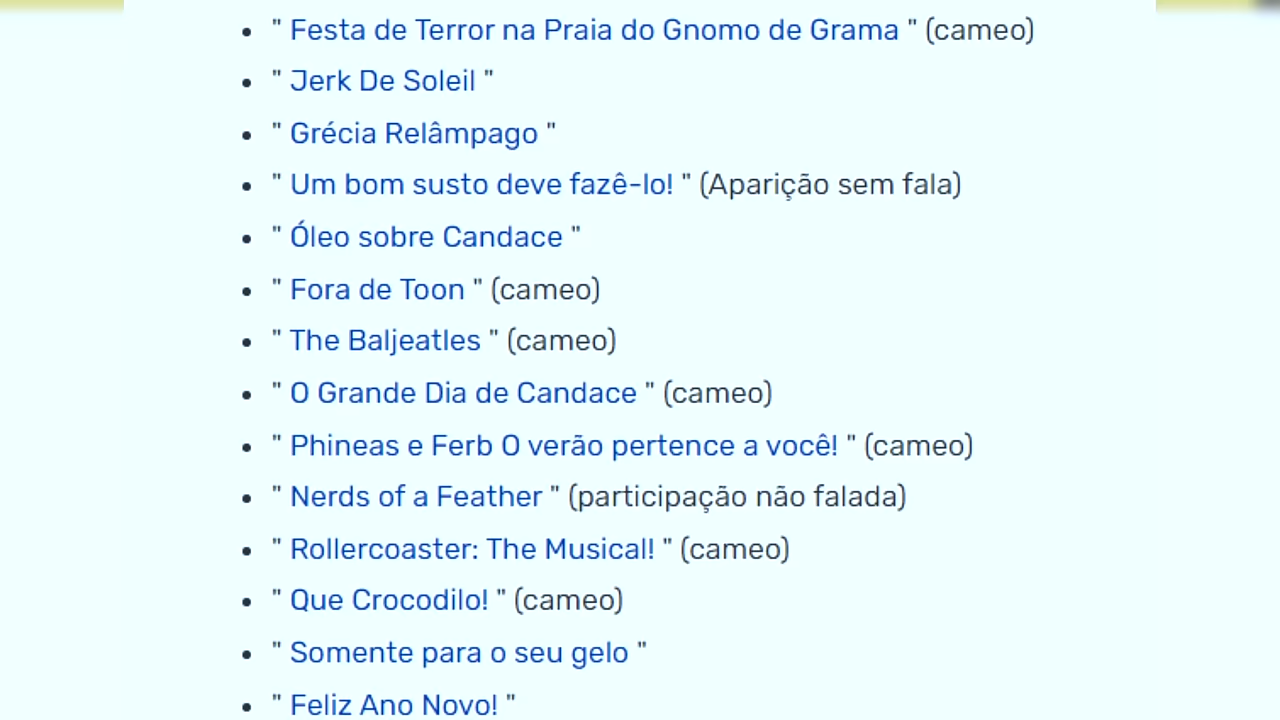 • " Festa de Terror na Praia do Gnomo de Grama " (cameo)
• " Jerk De Soleil "
• " Grécia Relâmpago "
• " Um bom susto deve fazê-lo! " (Aparição sem fala)
• " Óleo sobre Candace "
• " Fora de Toon " (cameo)
• " The Baljeatles " (cameo)
• " O Grande Dia de Candace " (cameo)
• " Phineas e Ferb O verão pertence a você! " (cameo)
• " Nerds of a Feather " (participação não falada)
• " Rollercoaster: The Musical! " (cameo)
• " Que Crocodilo! " (cameo)
• " Somente para o seu gelo "
• " Feliz Ano Novo! "